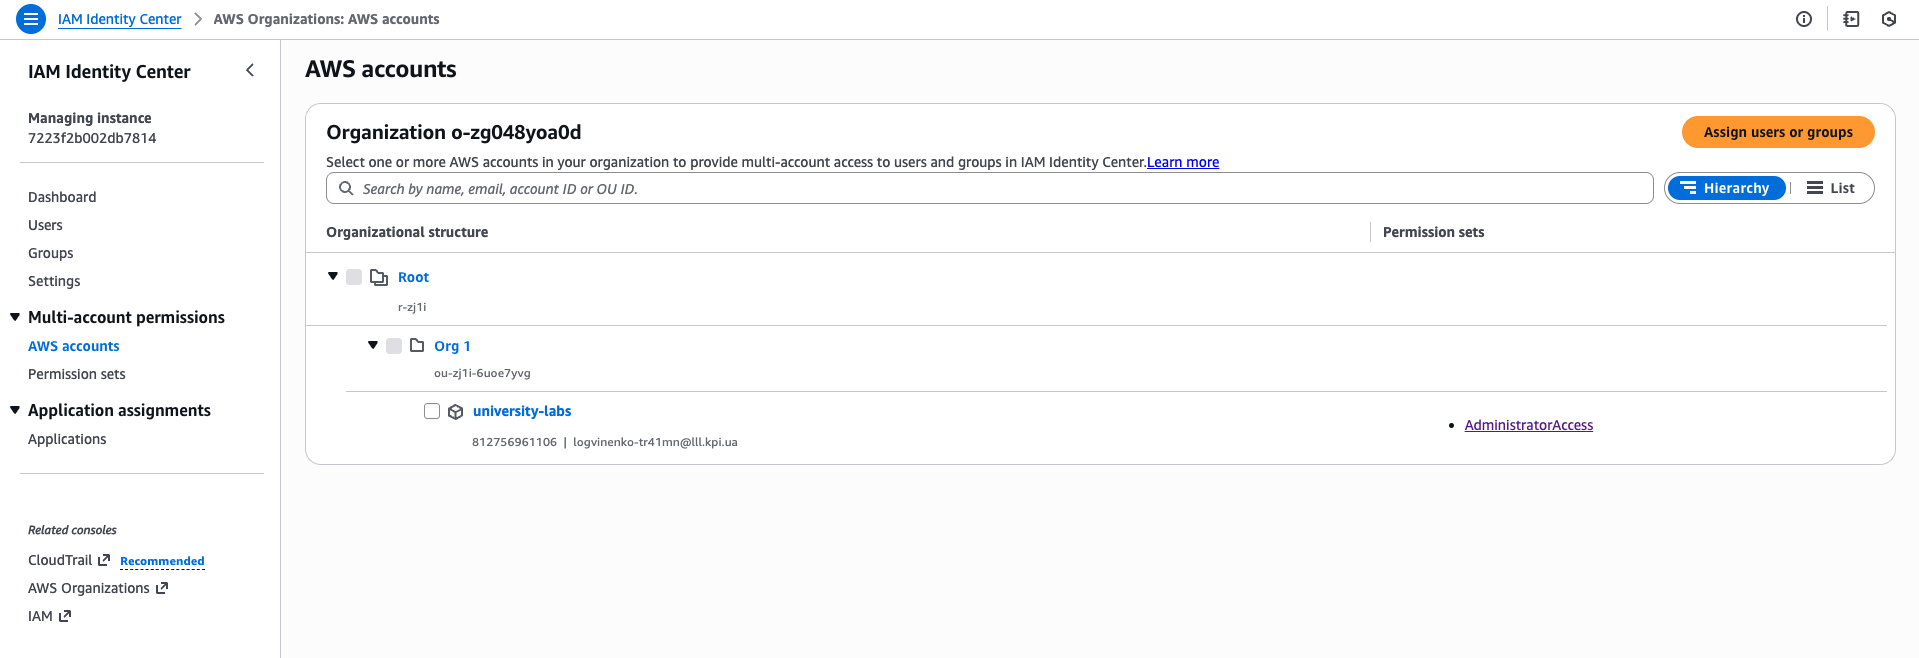 IAM Identity Center > AWS Organizations: AWS accounts
IAM Identity Center
Managing instance
7223f2b002db7814
Dashboard
Users
Groups
Settings
Multi-account permissions
AWS accounts
Permission sets
Application assignments
Applications
Related consoles
CloudTrail Recommended
AWS Organizations
IAM
AWS accounts
Organization o-zg048yoa0d
Assign users or groups
Select one or more AWS accounts in your organization to provide multi-account access to users and groups in IAM Identity Center.Learn more
Search by name, email, account ID or OU ID.
Hierarchy | List
Organizational structure Permission sets
Root
r-zj1i
Org 1
ou-zj1i-6uoe7yvg
university-labs
812756961106 | logvinenko-tr41mn@lll.kpi.ua
• AdministratorAccess